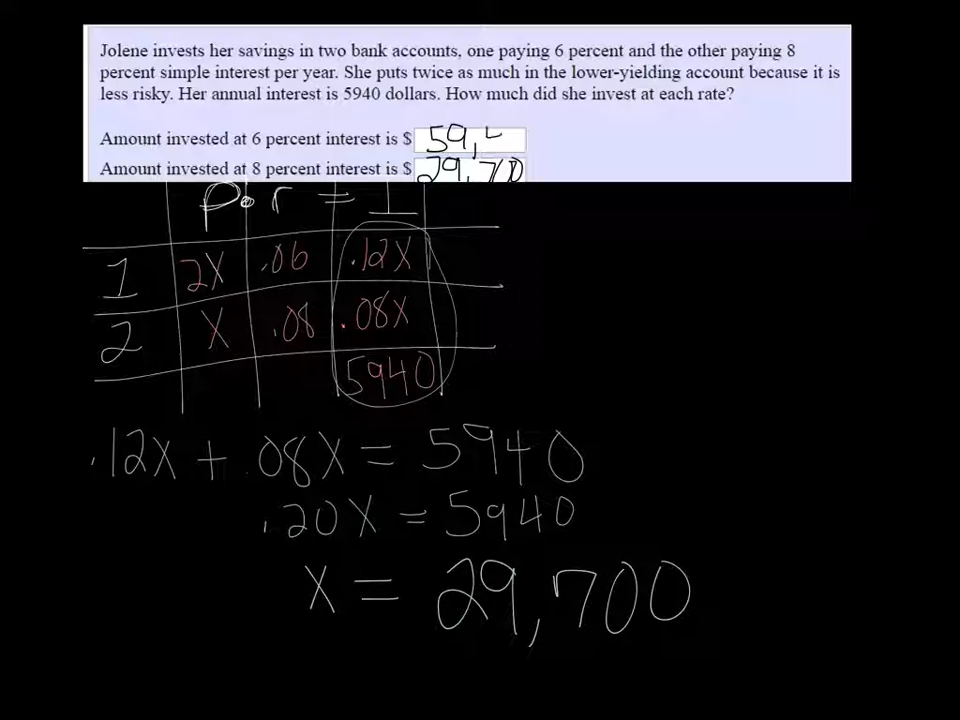 Jolene invests her savings in two bank accounts, one paying 6 percent and the other paying 8
percent simple interest per year. She puts twice as much in the lower-yielding account because it is
less risky. Her annual interest is 5940 dollars. How much did she invest at each rate?
Amount invested at 6 percent interest is $ 59,
Amount invested at 8 percent interest is $ 29,700
p • r = I
1 2x .06 .12x
2 x .08 .08x
5940
.12x + .08x = 5940
.20x = 5940
x = 29,700